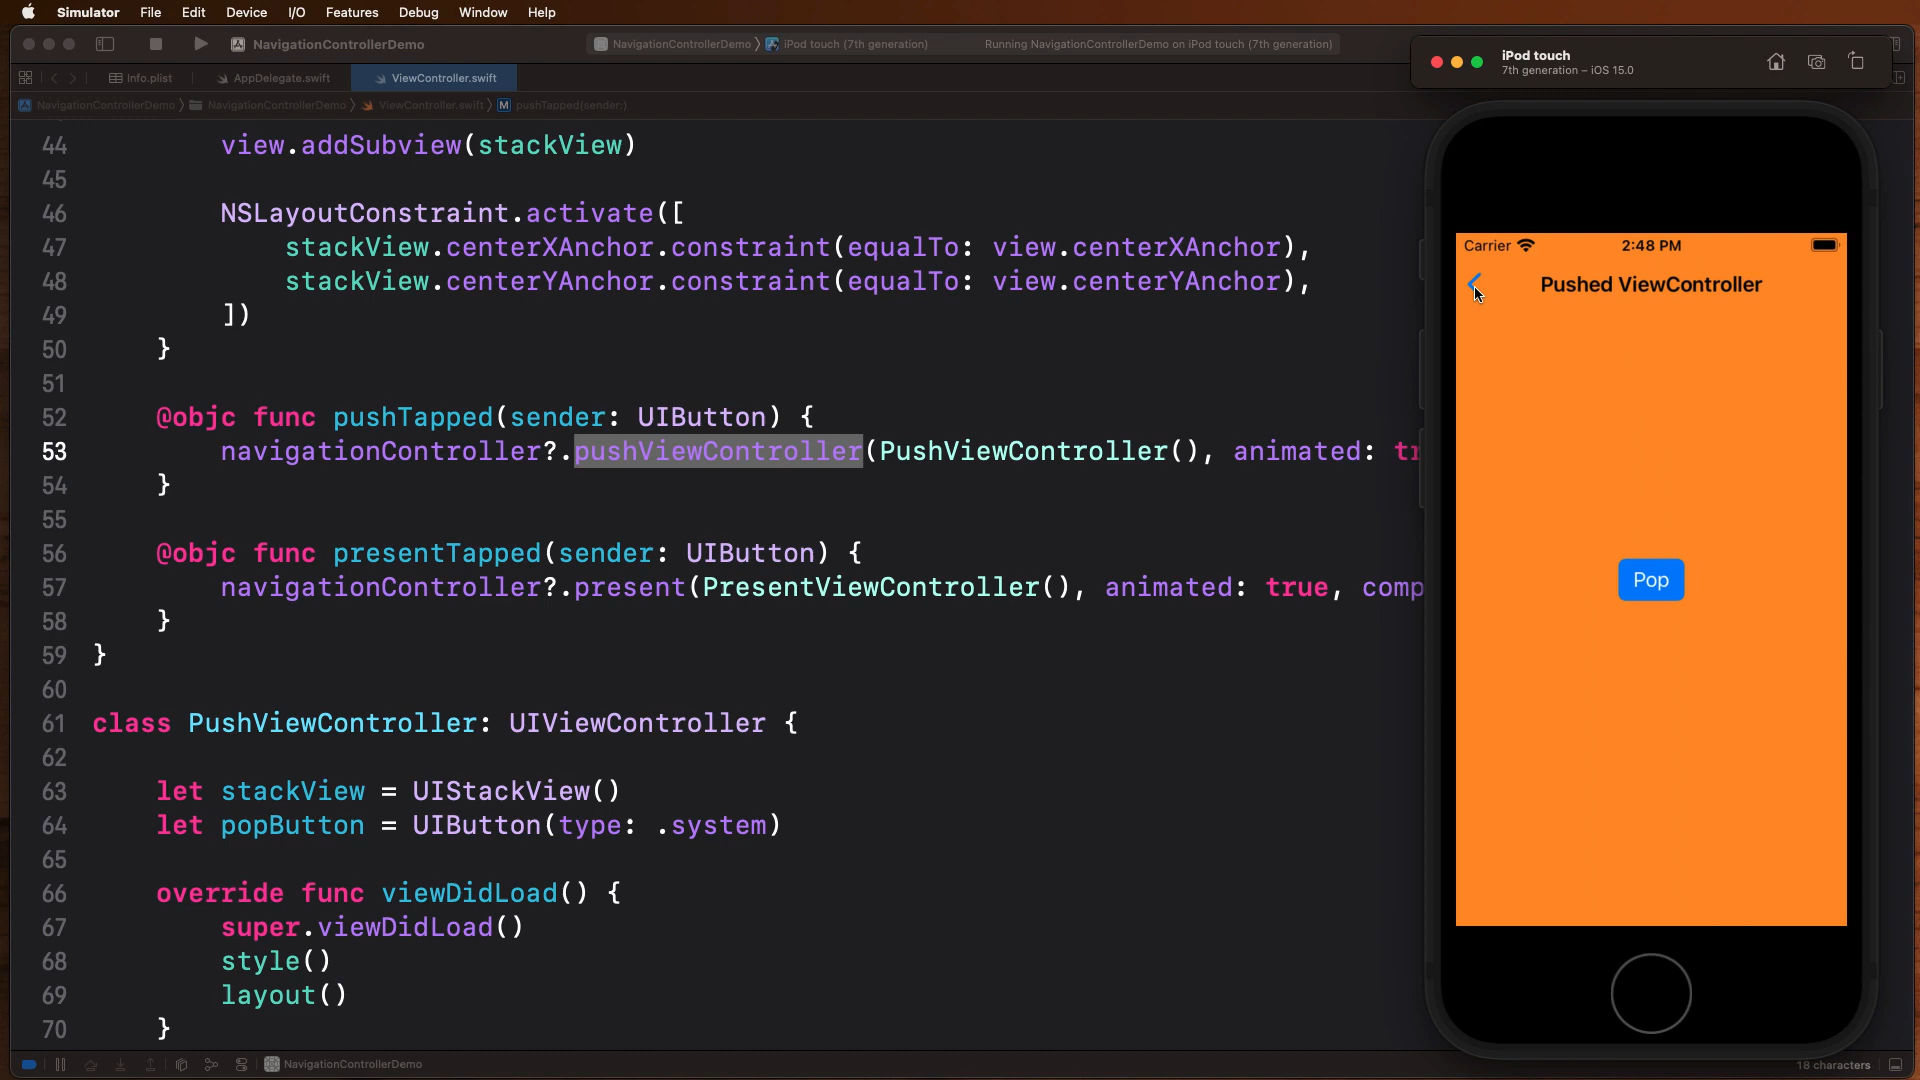 Simulator File Edit Device I/O Features Debug Window Help
NavigationControllerDemo
NavigationControllerDemo iPod touch (7th generation)
Running NavigationControllerDemo on iPod touch (7th generation)
Info.plist
AppDelegate.swift
ViewController.swift
NavigationControllerDemo NavigationControllerDemo ViewController.swift M pushTapped(sender:)
44 view.addSubview(stackView)
45
46 NSLayoutConstraint.activate([
47 stackView.centerXAnchor.constraint(equalTo: view.centerXAnchor),
48 stackView.centerYAnchor.constraint(equalTo: view.centerYAnchor),
49 ])
50 }
51
52 @objc func pushTapped(sender: UIButton) {
53 navigationController?.pushViewController(PushViewController(), animated: tr
54 }
55
56 @objc func presentTapped(sender: UIButton) {
57 navigationController?.present(PresentViewController(), animated: true, comp
58 }
59 }
60
61 class PushViewController: UIViewController {
62
63 let stackView = UIStackView()
64 let popButton = UIButton(type: .system)
65
66 override func viewDidLoad() {
67 super.viewDidLoad()
68 style()
69 layout()
70 }
NavigationControllerDemo
18 characters
iPod touch
7th generation – iOS 15.0
Carrier 2:48 PM
Pushed ViewController
Pop